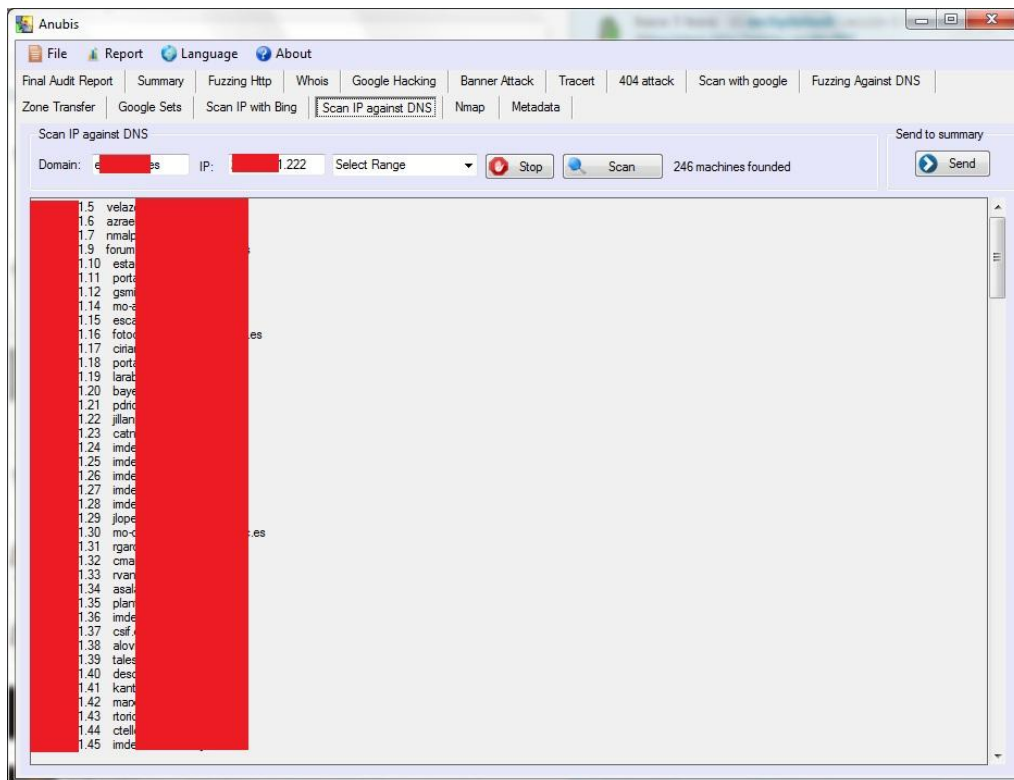 Anubis
File Report Language About
Final Audit Report Summary Fuzzing Http Whois Google Hacking Banner Attack Tracert 404 attack Scan with google Fuzzing Against DNS
Zone Transfer Google Sets Scan IP with Bing Scan IP against DNS Nmap Metadata
Scan IP against DNS Send to summary
Domain: e es IP: 1.222 Select Range Stop Scan 246 machines founded Send
1.5 velaz
1.6 azrae
1.7 nmalp
1.9 forum
1.10 esta
1.11 porta
1.12 gsmi
1.14 mo-a
1.15 esca
1.16 fotoc .es
1.17 ciria
1.18 porta
1.19 larab
1.20 baye
1.21 pdric
1.22 jillan
1.23 catn
1.24 imde
1.25 imde
1.26 imde
1.27 imde
1.28 imde
1.29 jlope
1.30 mo-c .es
1.31 rgarc
1.32 cma
1.33 rvan
1.34 asal
1.35 plan
1.36 imde
1.37 csif.
1.38 alov
1.39 tales
1.40 desc
1.41 kant
1.42 marx
1.43 rtoric
1.44 ctell
1.45 imde